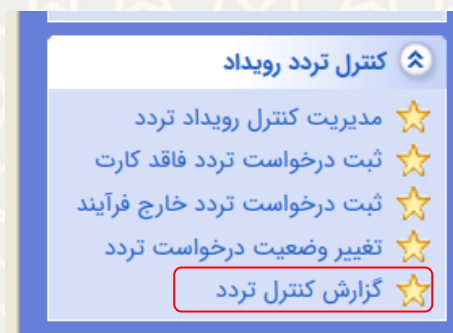 کنترل تردد رویداد
مدیریت کنترل رویداد تردد
ثبت درخواست تردد فاقد کارت
ثبت درخواست تردد خارج فرآیند
تغییر وضعیت درخواست تردد
گزارش کنترل تردد